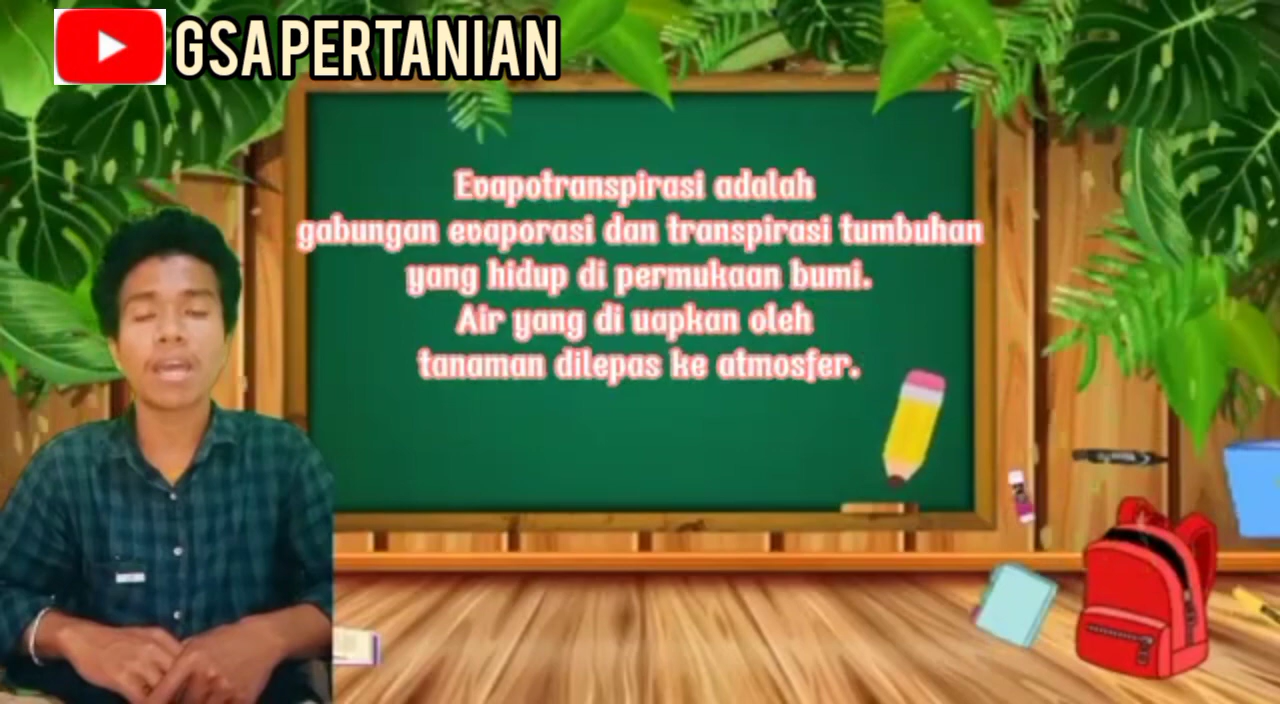 GSA PERTANIAN
Evapotranspirasi adalah
gabungan evaporasi dan transpirasi tumbuhan
yang hidup di permukaan bumi.
Air yang di uapkan oleh
tanaman dilepas ke atmosfer.